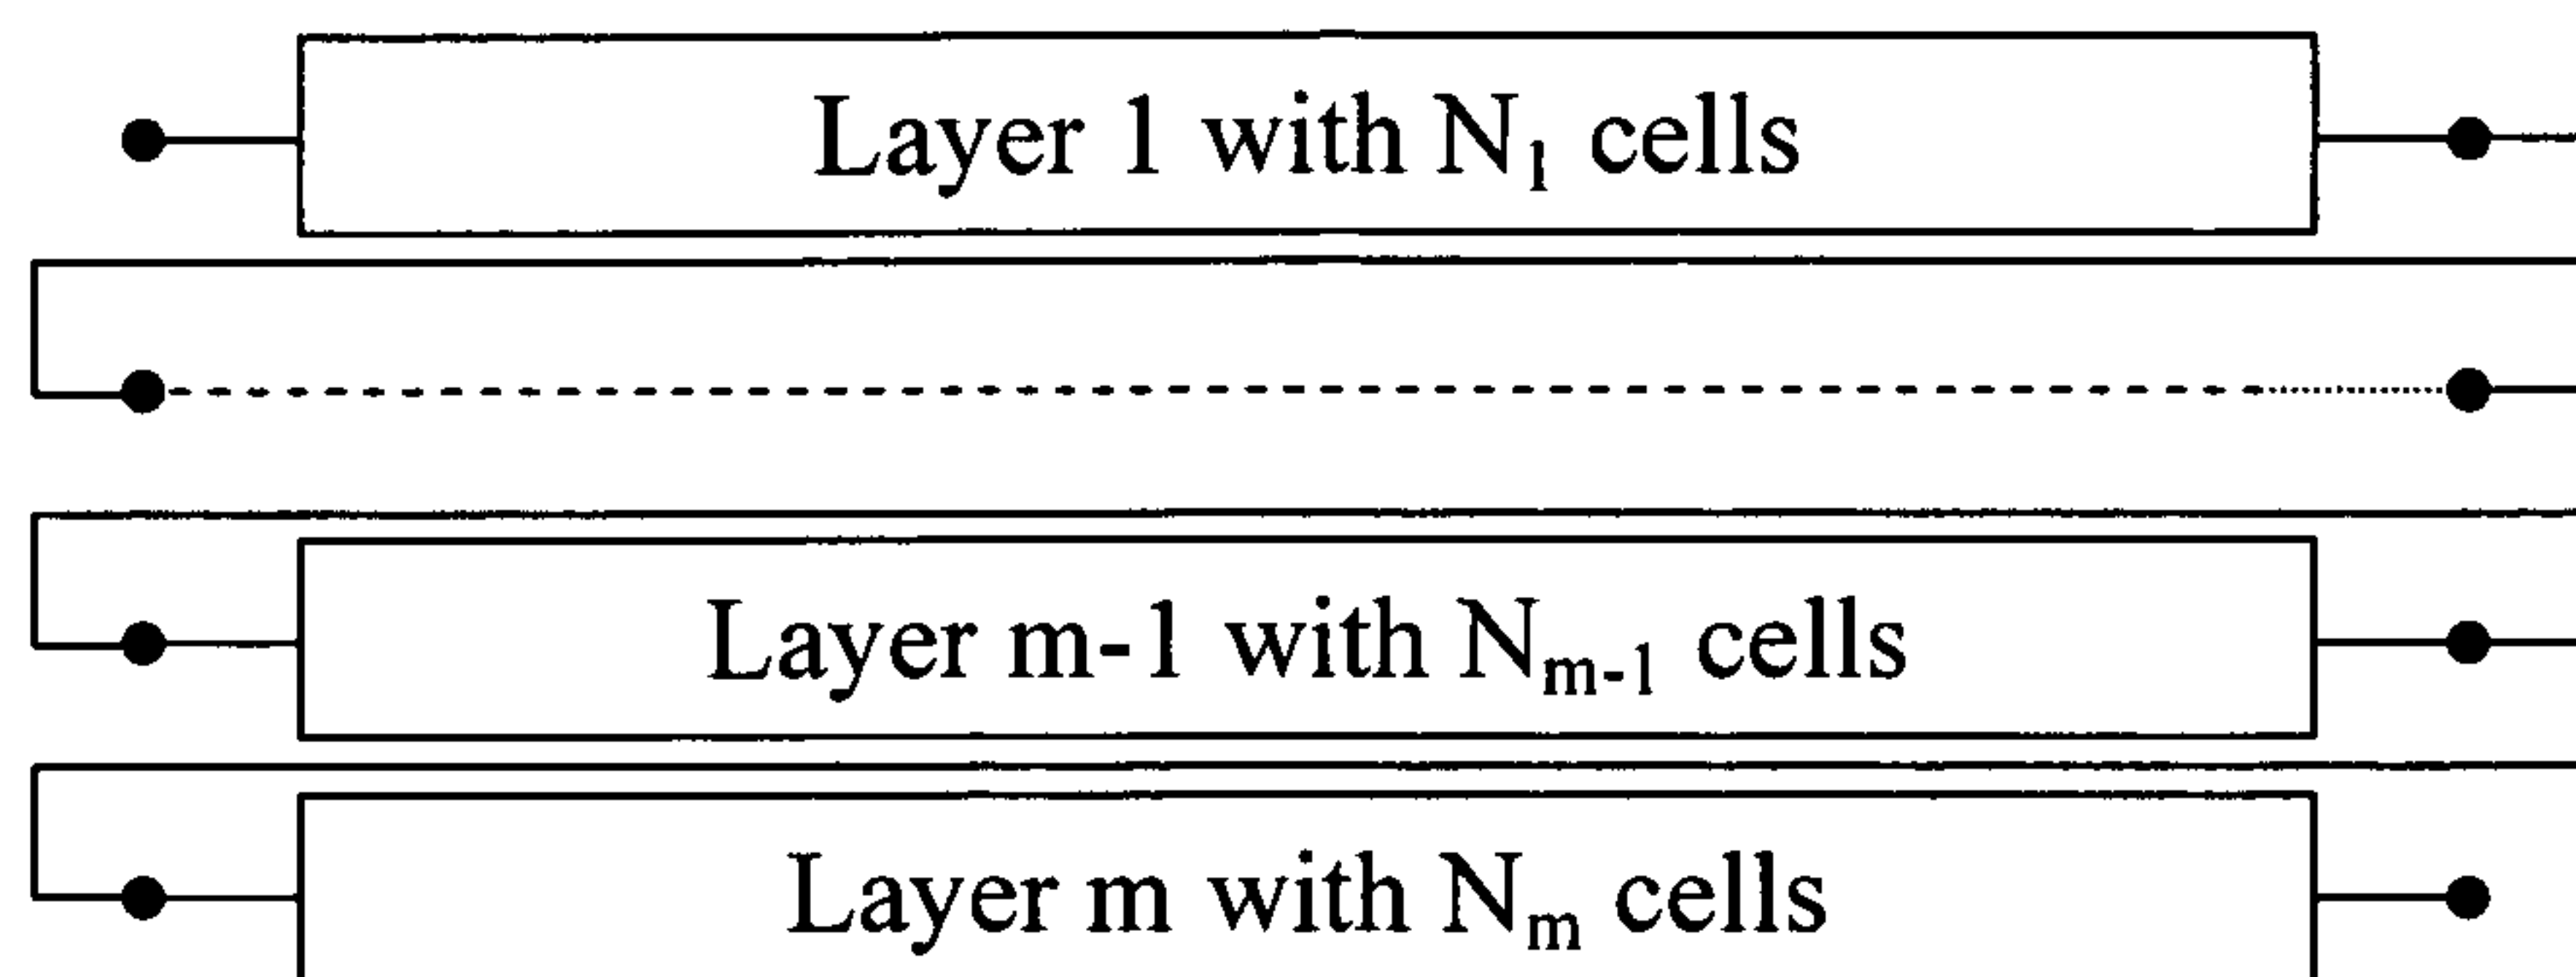 Layer 1 with N₁ cells
Layer m-1 with Nₘ₋₁ cells
Layer m with Nₘ cells